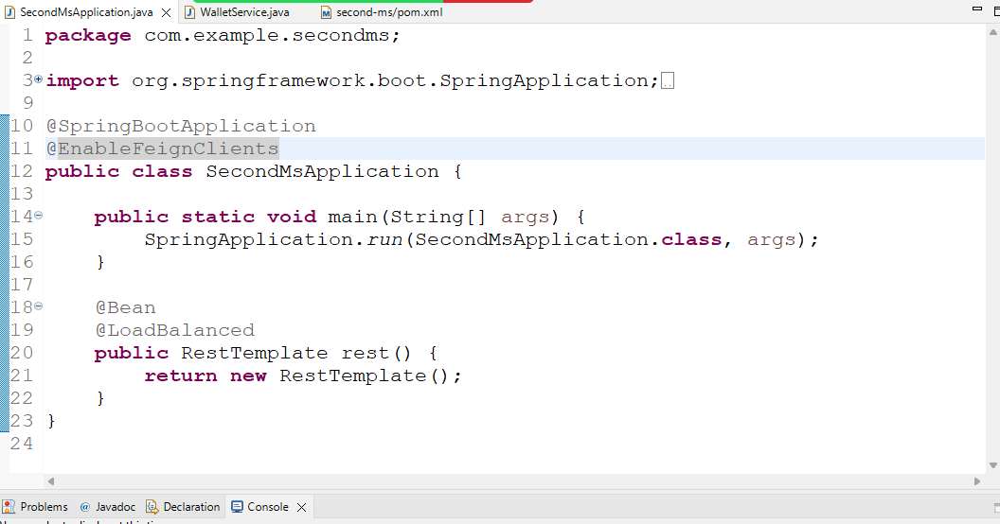 SecondMsApplication.java WalletService.java second-ms/pom.xml
1 package com.example.secondms;
2
3 import org.springframework.boot.SpringApplication;
9
10 @SpringBootApplication
11 @EnableFeignClients
12 public class SecondMsApplication {
13
14 public static void main(String[] args) {
15 SpringApplication.run(SecondMsApplication.class, args);
16 }
17
18 @Bean
19 @LoadBalanced
20 public RestTemplate rest() {
21 return new RestTemplate();
22 }
23 }
24
Problems @ Javadoc Declaration Console